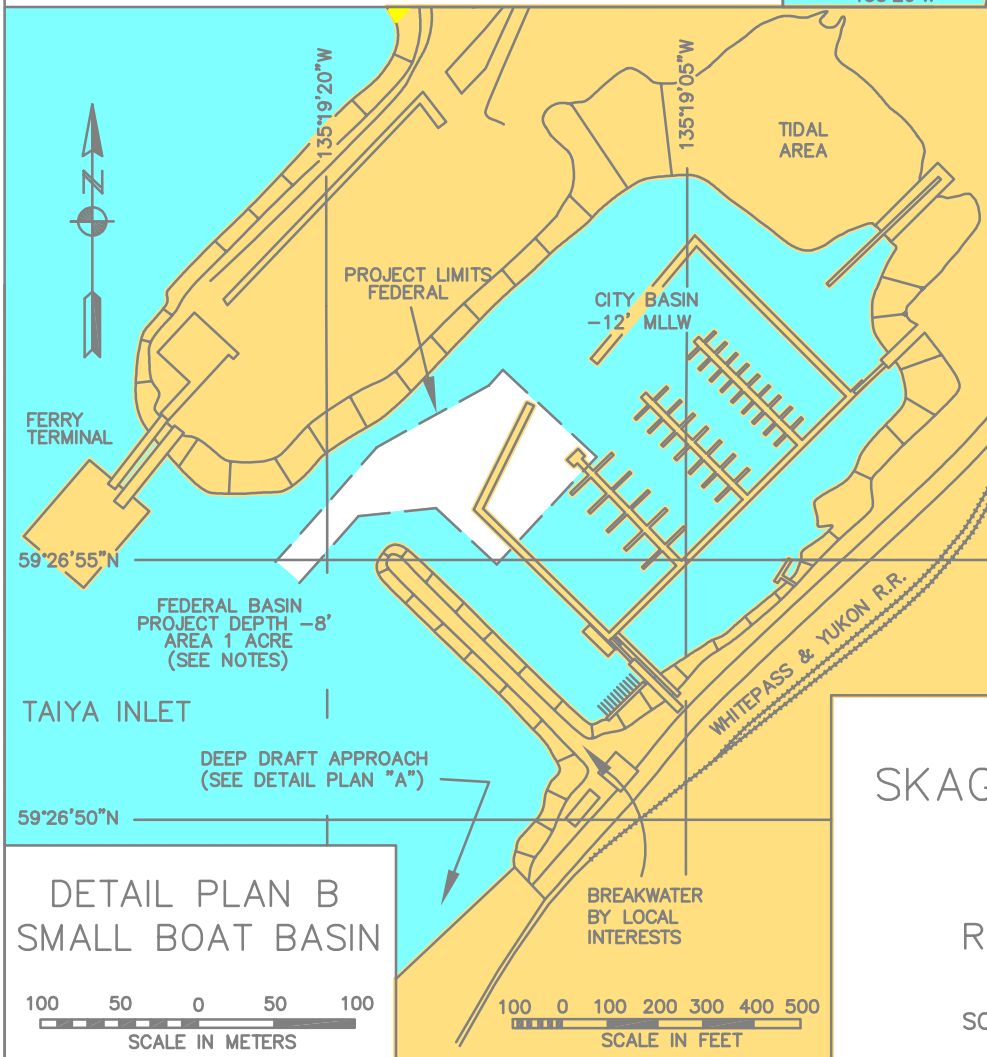 135°19'20"W
135°19'05"W
TIDAL
AREA
N
PROJECT LIMITS
FEDERAL
CITY BASIN
-12' MLLW
FERRY
TERMINAL
59°26'55"N
FEDERAL BASIN
PROJECT DEPTH -8'
AREA 1 ACRE
(SEE NOTES)
WHITEPASS & YUKON R.R.
TAIYA INLET
DEEP DRAFT APPROACH
(SEE DETAIL PLAN "A")
SKAG
59°26'50"N
BREAKWATER
BY LOCAL
INTERESTS
DETAIL PLAN B
SMALL BOAT BASIN
R
100 50 0 50 100
SCALE IN METERS
100 0 100 200 300 400 500
SCALE IN FEET
SC